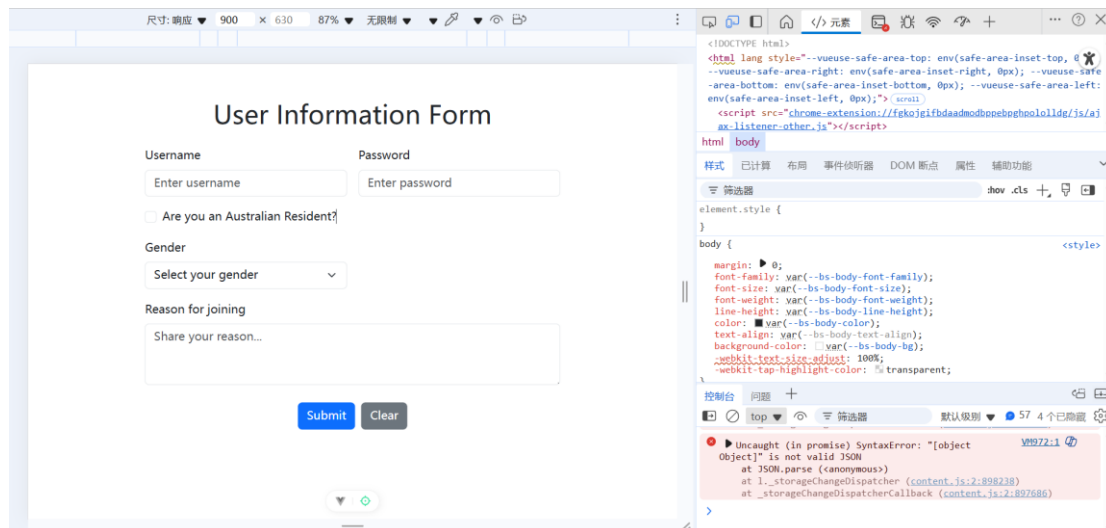 尺寸: 响应 ▼ 900 × 630 87% ▼ 无限制 ▼
User Information Form
Username Password
Enter username Enter password
Are you an Australian Resident?
Gender
Select your gender
Reason for joining
Share your reason...
Submit Clear
</> 元素
<!DOCTYPE html>
<html lang style="--vueuse-safe-area-top: env(safe-area-inset-top, 0
--vueuse-safe-area-right: env(safe-area-inset-right, 0px); --vueuse-safe
-area-bottom: env(safe-area-inset-bottom, 0px); --vueuse-safe-area-left:
env(safe-area-inset-left, 0px);"> scroll
<script src="chrome-extension://fgkojgifbdaadmodbppebpghpololldg/js/aj
ax-listener-other.js"></script>
html body
样式 已计算 布局 事件侦听器 DOM 断点 属性 辅助功能
筛选器 :hov .cls
element.style {
}
body { <style>
margin: ▶ 0;
font-family: var(--bs-body-font-family);
font-size: var(--bs-body-font-size);
font-weight: var(--bs-body-font-weight);
line-height: var(--bs-body-line-height);
color: var(--bs-body-color);
text-align: var(--bs-body-text-align);
background-color: var(--bs-body-bg);
-webkit-text-size-adjust: 100%;
-webkit-tap-highlight-color: transparent;
控制台 问题
top ▼ 筛选器 默认级别 ▼ 57 4 个已隐藏
▶Uncaught (in promise) SyntaxError: "[object VM972:1
Object]" is not valid JSON
at JSON.parse (<anonymous>)
at l._storageChangeDispatcher (content.js:2:898238)
at _storageChangeDispatcherCallback (content.js:2:897686)